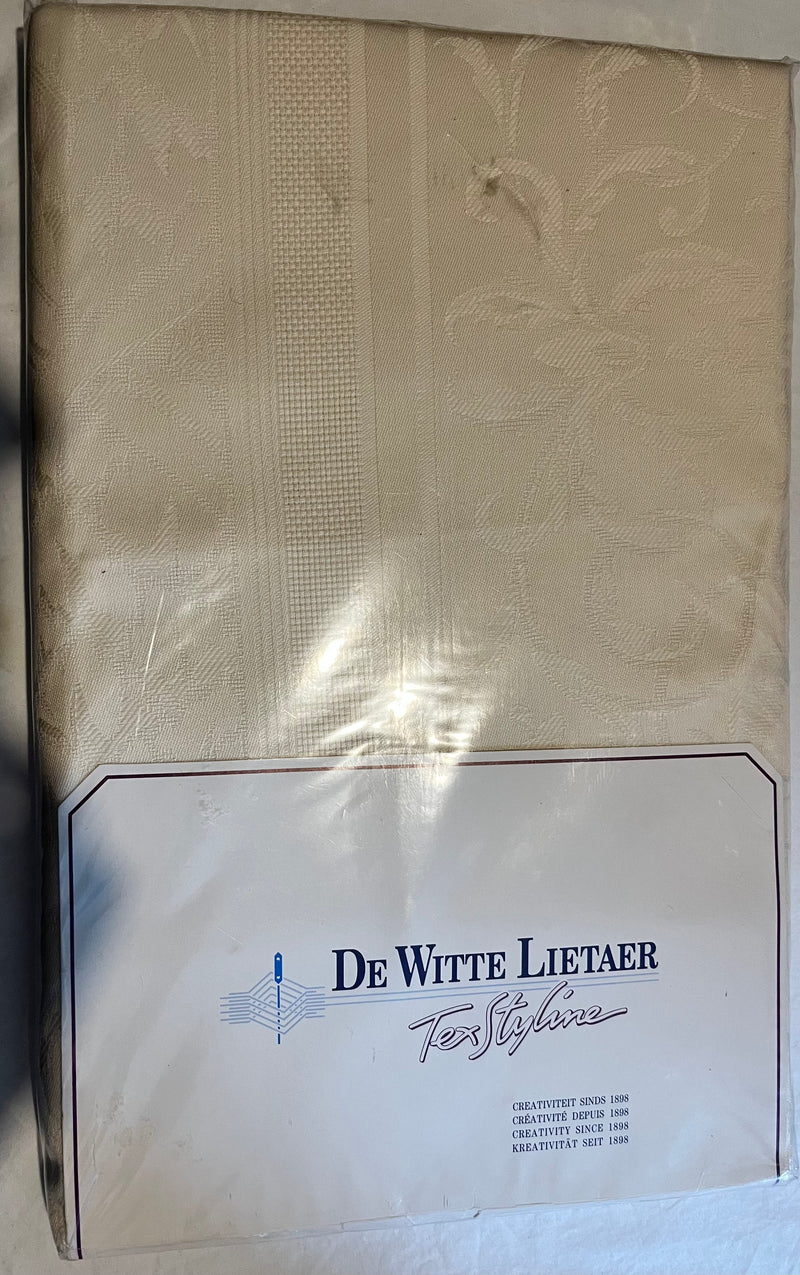 DE WITTE LIETAER
TexStyline
CREATIVITEIT SINDS 1898
CRÉATIVITÉ DEPUIS 1898
CREATIVITY SINCE 1898
KREATIVITÄT SEIT 1898